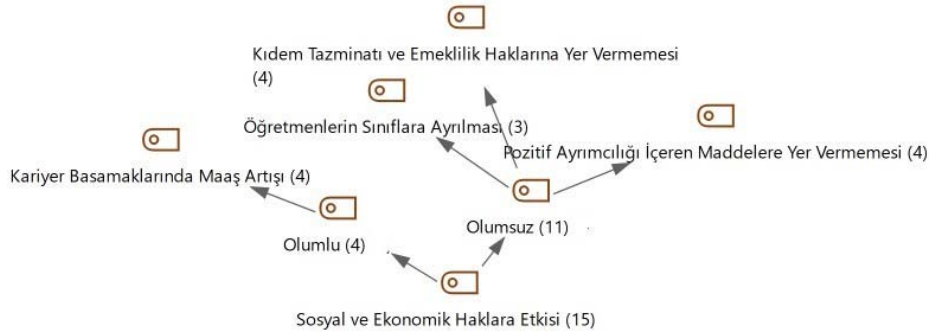 Kıdem Tazminatı ve Emeklilik Haklarına Yer Vermemesi
(4)
Öğretmenlerin Sınıflara Ayrılması (3)
Pozitif Ayrımcılığı İçeren Maddelere Yer Vermemesi (4)
Kariyer Basamaklarında Maaş Artışı (4)
Olumsuz (11)
Olumlu (4)
Sosyal ve Ekonomik Haklara Etkisi (15)